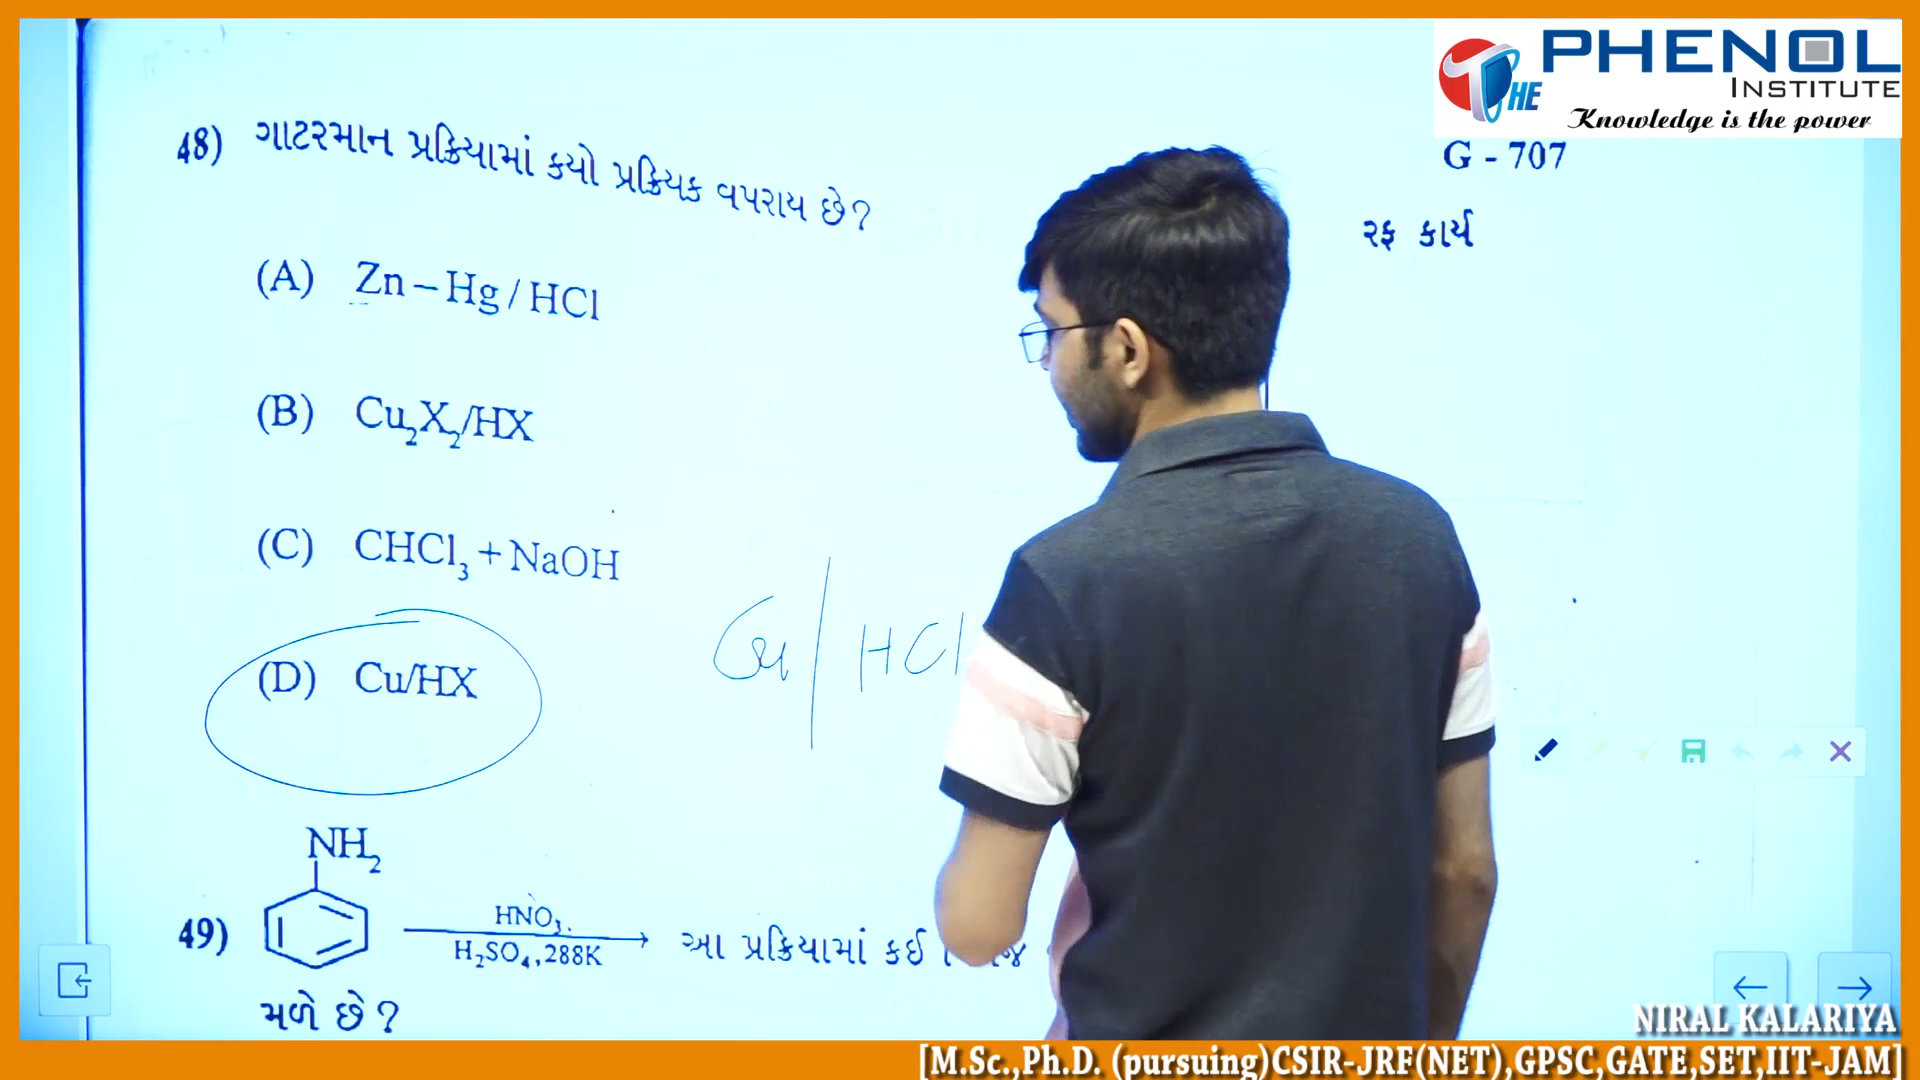 THE PHENOL
INSTITUTE
Knowledge is the power
G - 707
48) ગાટરમાન પ્રક્રિયામાં કયો પ્રક્રિયક વપરાય છે?
રફ કાર્ય
(A) Zn – Hg / HCl
(B) Cu₂X₂/HX
(C) CHCl₃ + NaOH
(D) Cu/HX
Cu | HCl
NH₂
49) HNO₃.
H₂SO₄,288K
આ પ્રક્રિયામાં કઈ
મળે છે?
NIRAL KALARIYA
[M.Sc.,Ph.D. (pursuing)CSIR-JRF(NET),GPSC,GATE,SET,IIT-JAM]